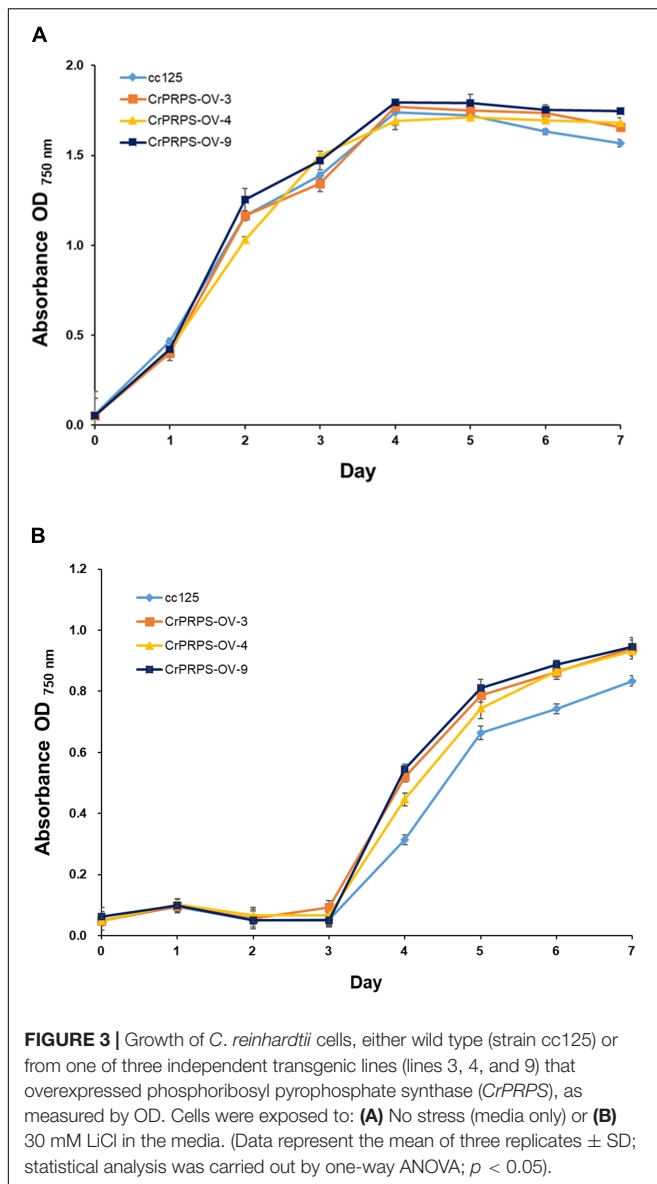 A
cc125
CrPRPS-OV-3
CrPRPS-OV-4
CrPRPS-OV-9
2.0
1.5
1.0
0.5
0.0
Absorbance OD 750 nm
0 1 2 3 4 5 6 7
Day
B
cc125
CrPRPS-OV-3
CrPRPS-OV-4
CrPRPS-OV-9
1.2
1.0
0.8
0.6
0.4
0.2
0.0
Absorbance OD 750 nm
0 1 2 3 4 5 6 7
Day
FIGURE 3 | Growth of C. reinhardtii cells, either wild type (strain cc125) or
from one of three independent transgenic lines (lines 3, 4, and 9) that
overexpressed phosphoribosyl pyrophosphate synthase (CrPRPS), as
measured by OD. Cells were exposed to: (A) No stress (media only) or (B)
30 mM LiCl in the media. (Data represent the mean of three replicates ± SD;
statistical analysis was carried out by one-way ANOVA; p < 0.05).